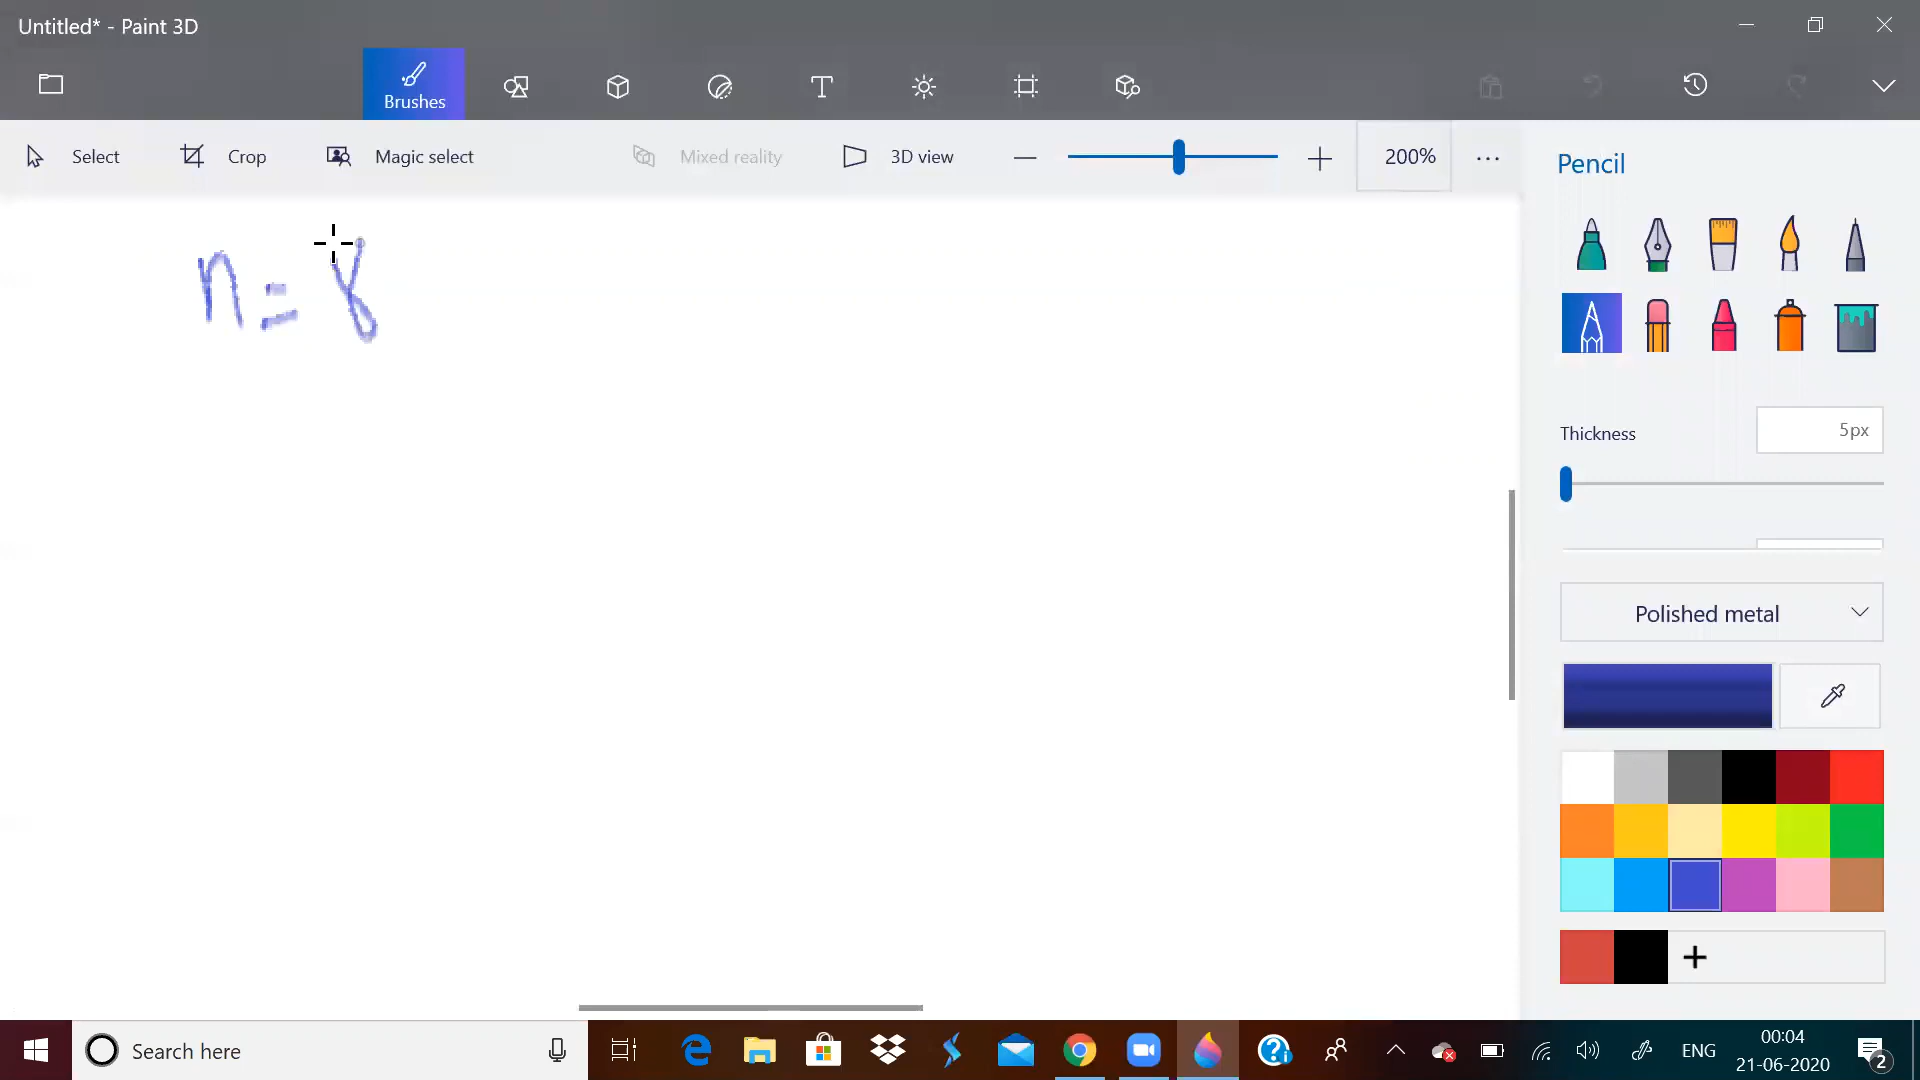 Untitled* - Paint 3D
Brushes
Select Crop Magic select Mixed reality 3D view 200%
Pencil
n=8
Thickness 5px
Polished metal
Search here
ENG
00:04
21-06-2020
2